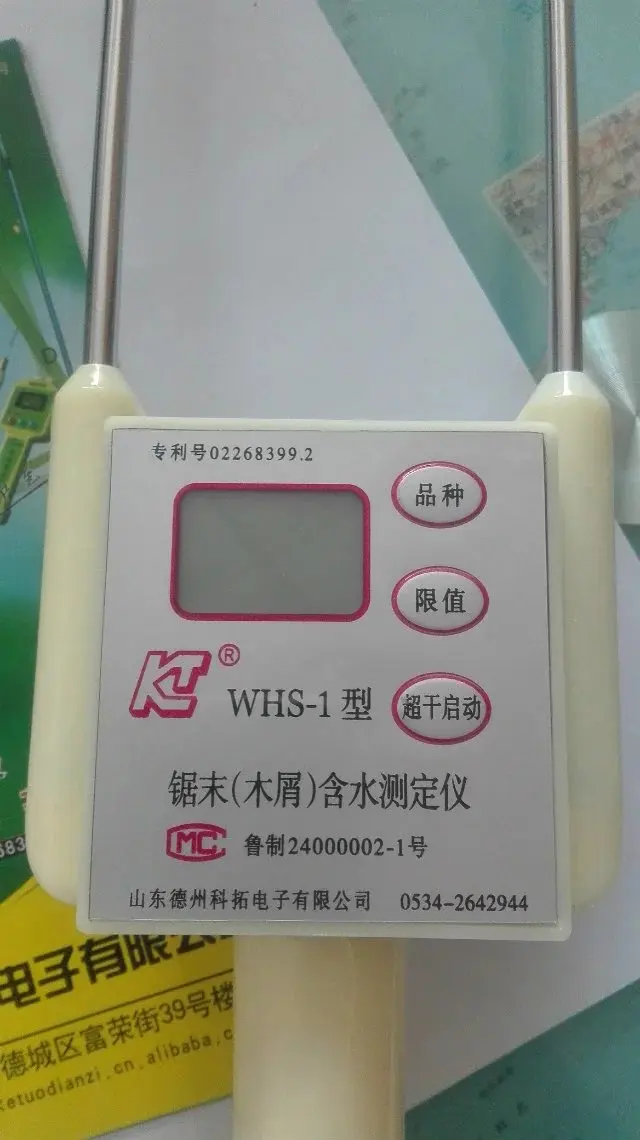 专利号02268399.2
品种
限值
KT®
WHS-1型
超干启动
锯末(木屑)含水测定仪
MC 鲁制24000002-1号
山东德州科拓电子有限公司 0534-2642944
电子有限公
德城区富荣街39号楼
ketuodianzi.cn.alibaba.c